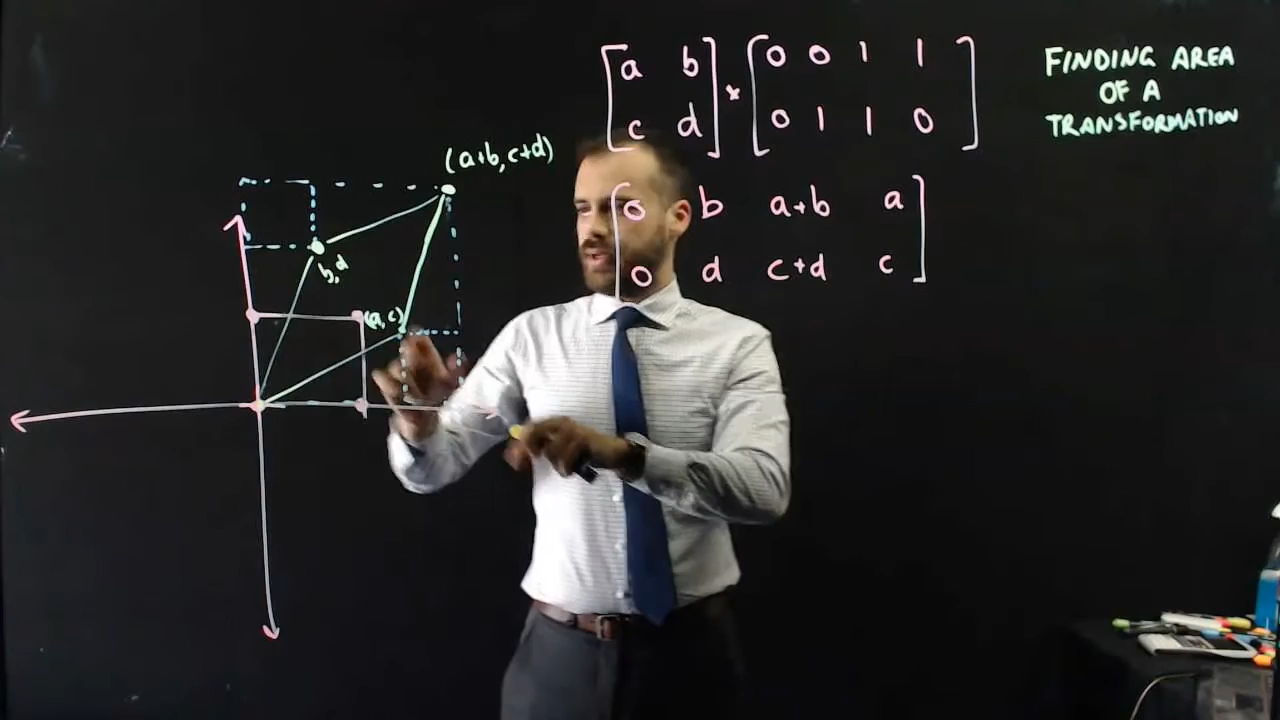 [a b × [0 0 1 1
c d] 0 1 1 0]
FINDING AREA
OF A
TRANSFORMATION
[0 b a+b a
0 d c+d c]
(a+b, c+d)
b,d
(a, c)